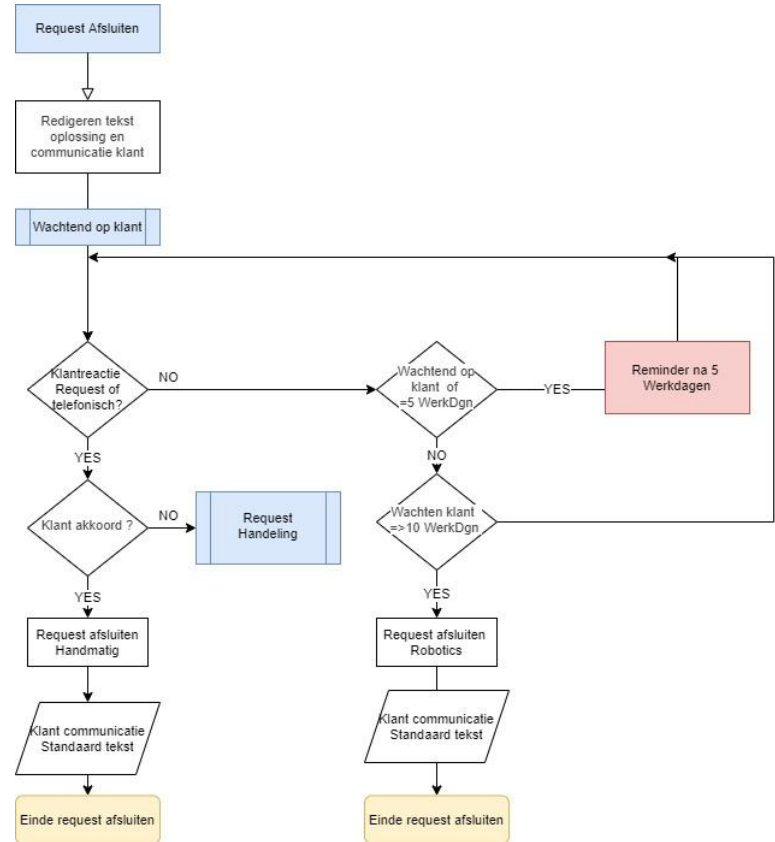 Request Afsluiten
Redigeren tekst
oplossing en
communicatie klant
Wachtend op klant
Klantreactie
Request of
telefonisch?
NO
Wachtend op
klant of
=5 WerkDgn
YES
Reminder na 5
Werkdagen
YES
NO
Klant akkoord ?
NO
Request
Handeling
Wachten klant
=>10 WerkDgn
YES
YES
Request afsluiten
Handmatig
Request afsluiten
Robotics
Klant communicatie
Standaard tekst
Klant communicatie
Standaard tekst
Einde request afsluiten
Einde request afsluiten